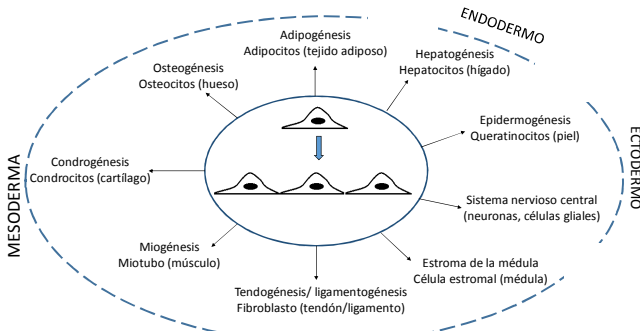 ENDODERMO
Adipogénesis
Adipocitos (tejido adiposo)
Hepatogénesis
Hepatocitos (hígado)
Osteogénesis
Osteocitos (hueso)
Epidermogénesis
Queratinocitos (piel)
ECTODERMO
MESODERMA
Condrogénesis
Condrocitos (cartílago)
Sistema nervioso central
(neuronas, células gliales)
Miogénesis
Miotubo (músculo)
Estroma de la médula
Célula estromal (médula)
Tendogénesis/ ligamentogénesis
Fibroblasto (tendón/ligamento)